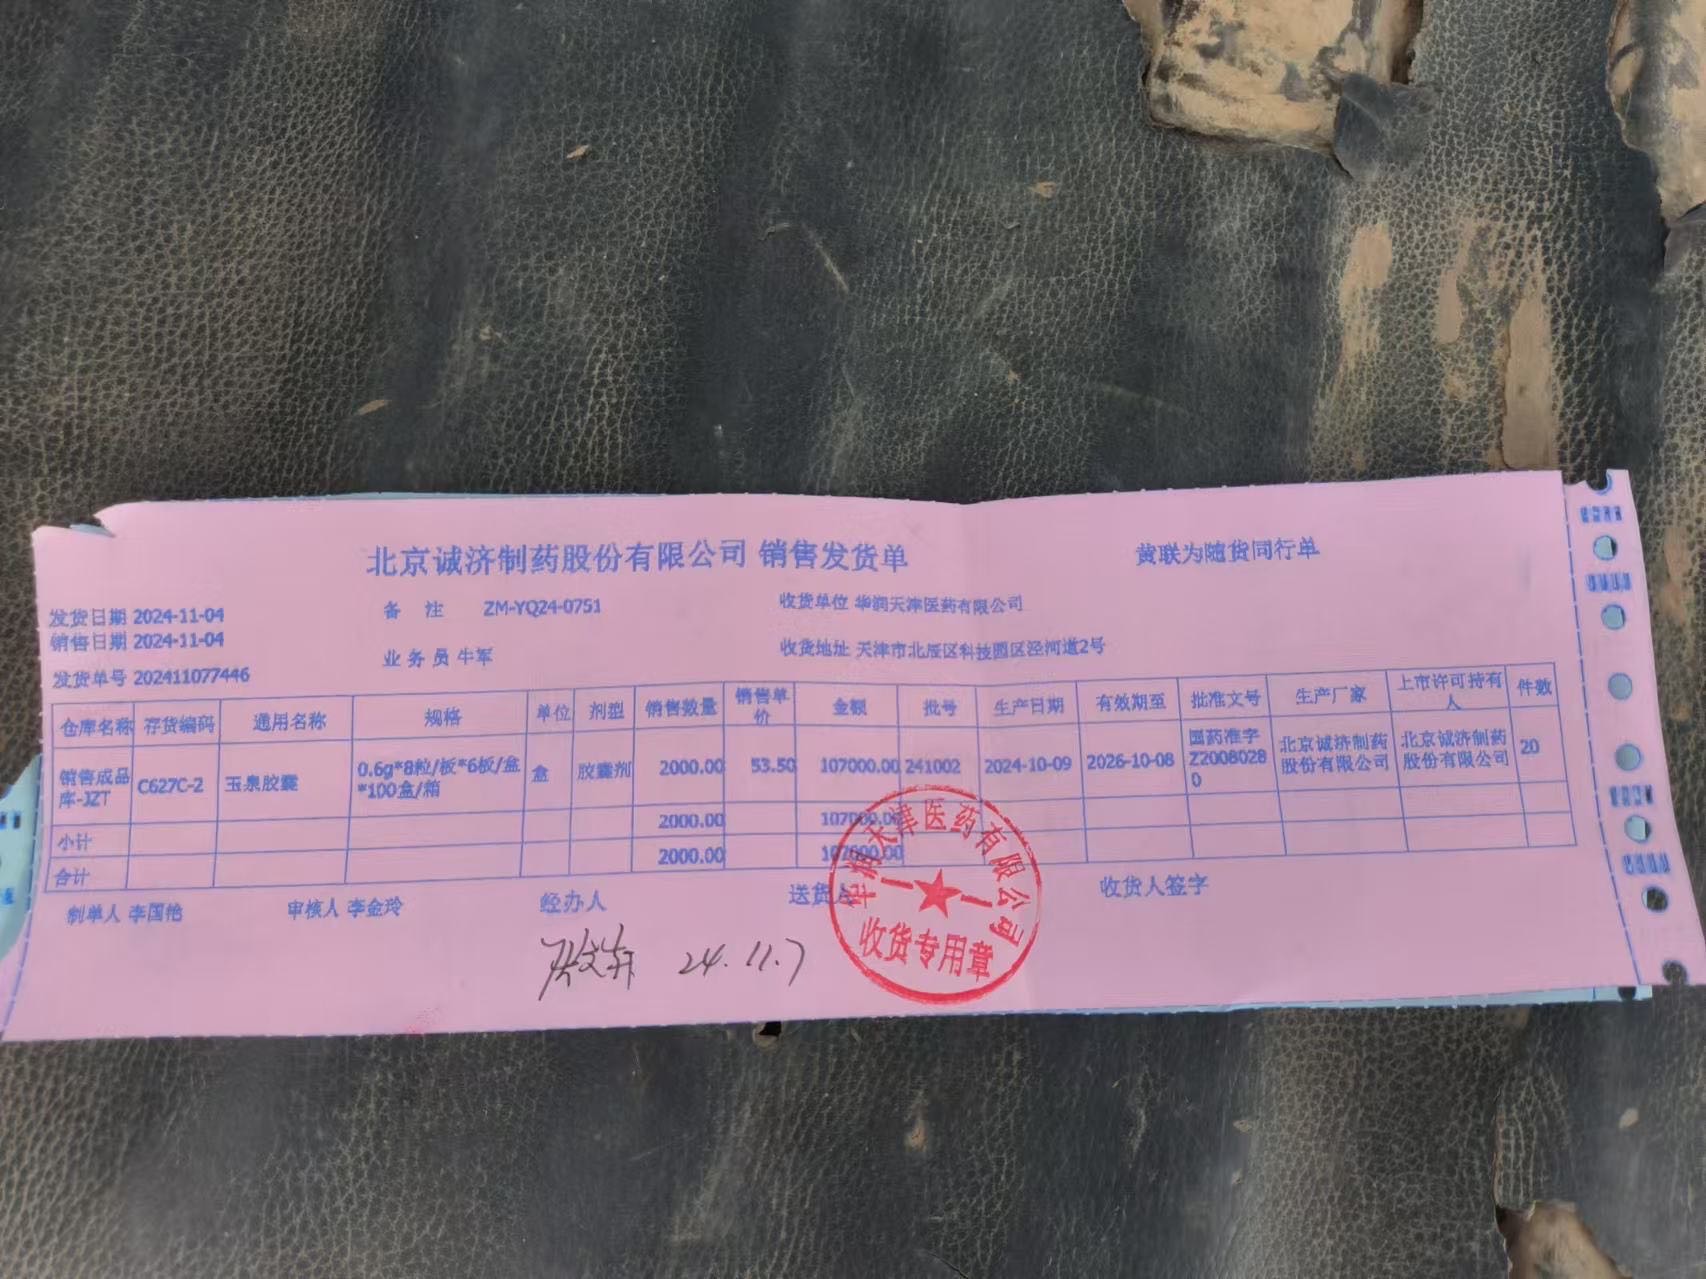 北京诚济制药股份有限公司 销售发货单 黄联为随货同行单
发货日期 2024-11-04 备 注 ZM-YQ24-0751 收货单位 华润天津医药有限公司
销售日期 2024-11-04
业务员 牛军 收货地址 天津市北辰区科技园区泾河道2号
发货单号 202411077446
仓库名称 存货编码 通用名称 规格 单位 剂型 销售数量 销售单价 金额 批号 生产日期 有效期至 批准文号 生产厂家 上市许可持有人 件数
销售成品库-JZT C627C-2 玉泉胶囊 0.6g*8粒/板*6板/盒*100盒/箱 盒 胶囊剂 2000.00 53.50 107000.00 241002 2024-10-09 2026-10-08 国药准字Z20080280 北京诚济制药股份有限公司 北京诚济制药股份有限公司 20
小计 2000.00 107000.00
合计 2000.00 107000.00
制单人 李国艳 审核人 李金玲 经办人 送货人 收货人签字
24.11.7
华润天津医药有限公司
收货专用章